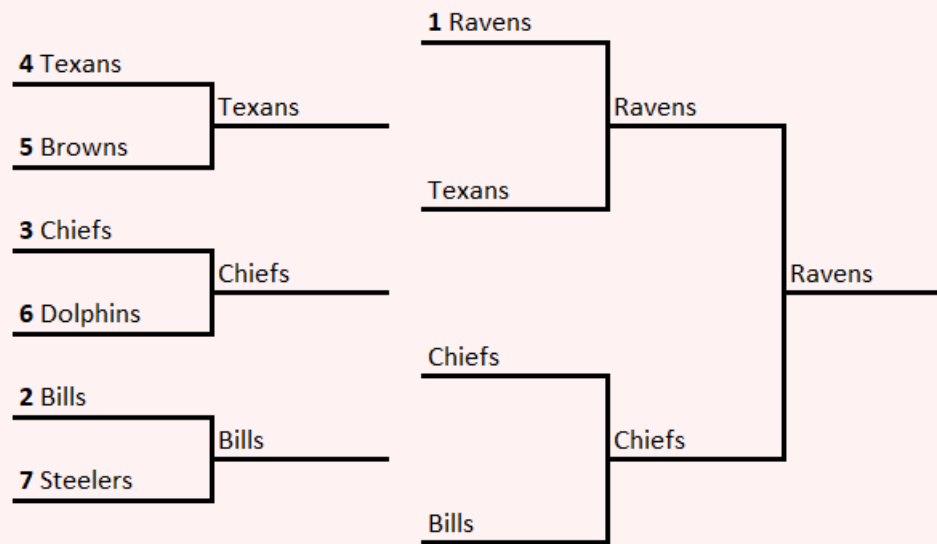 4 Texans
5 Browns
Texans
3 Chiefs
6 Dolphins
Chiefs
2 Bills
7 Steelers
Bills
1 Ravens
Texans
Ravens
Chiefs
Bills
Chiefs
Ravens